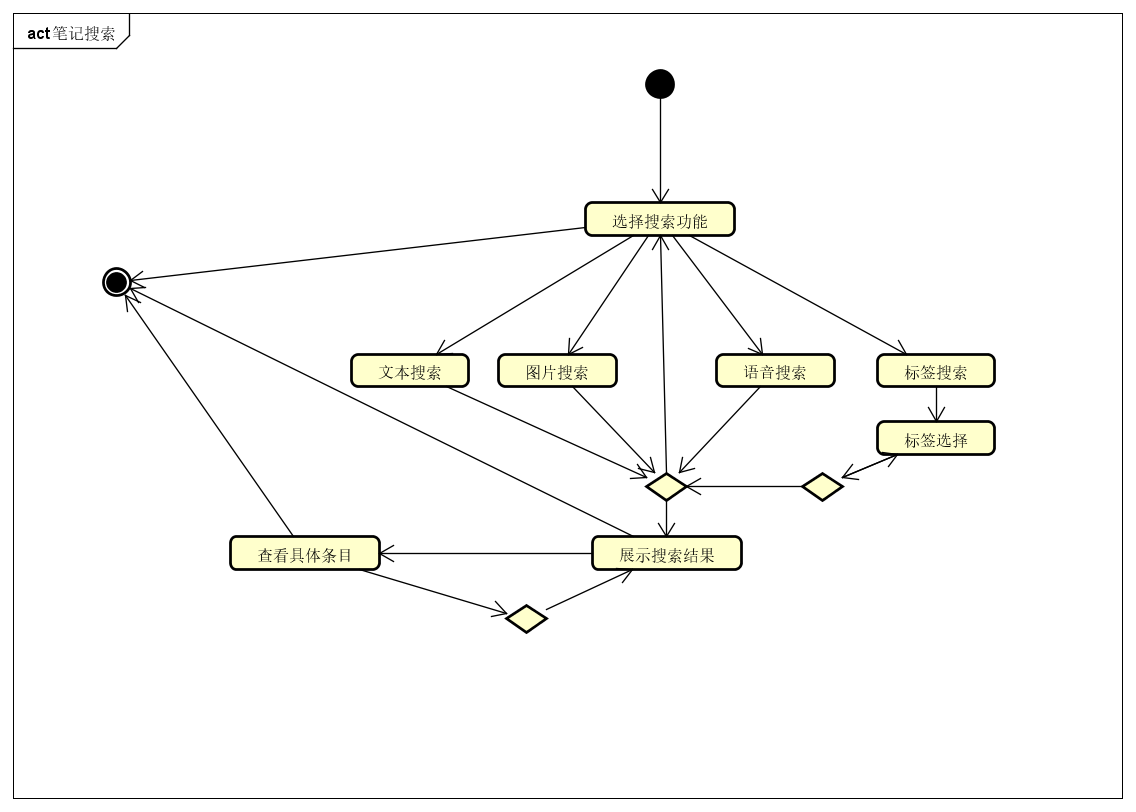 act 笔记搜索
选择搜索功能
文本搜索
图片搜索
语音搜索
标签搜索
标签选择
查看具体条目
展示搜索结果